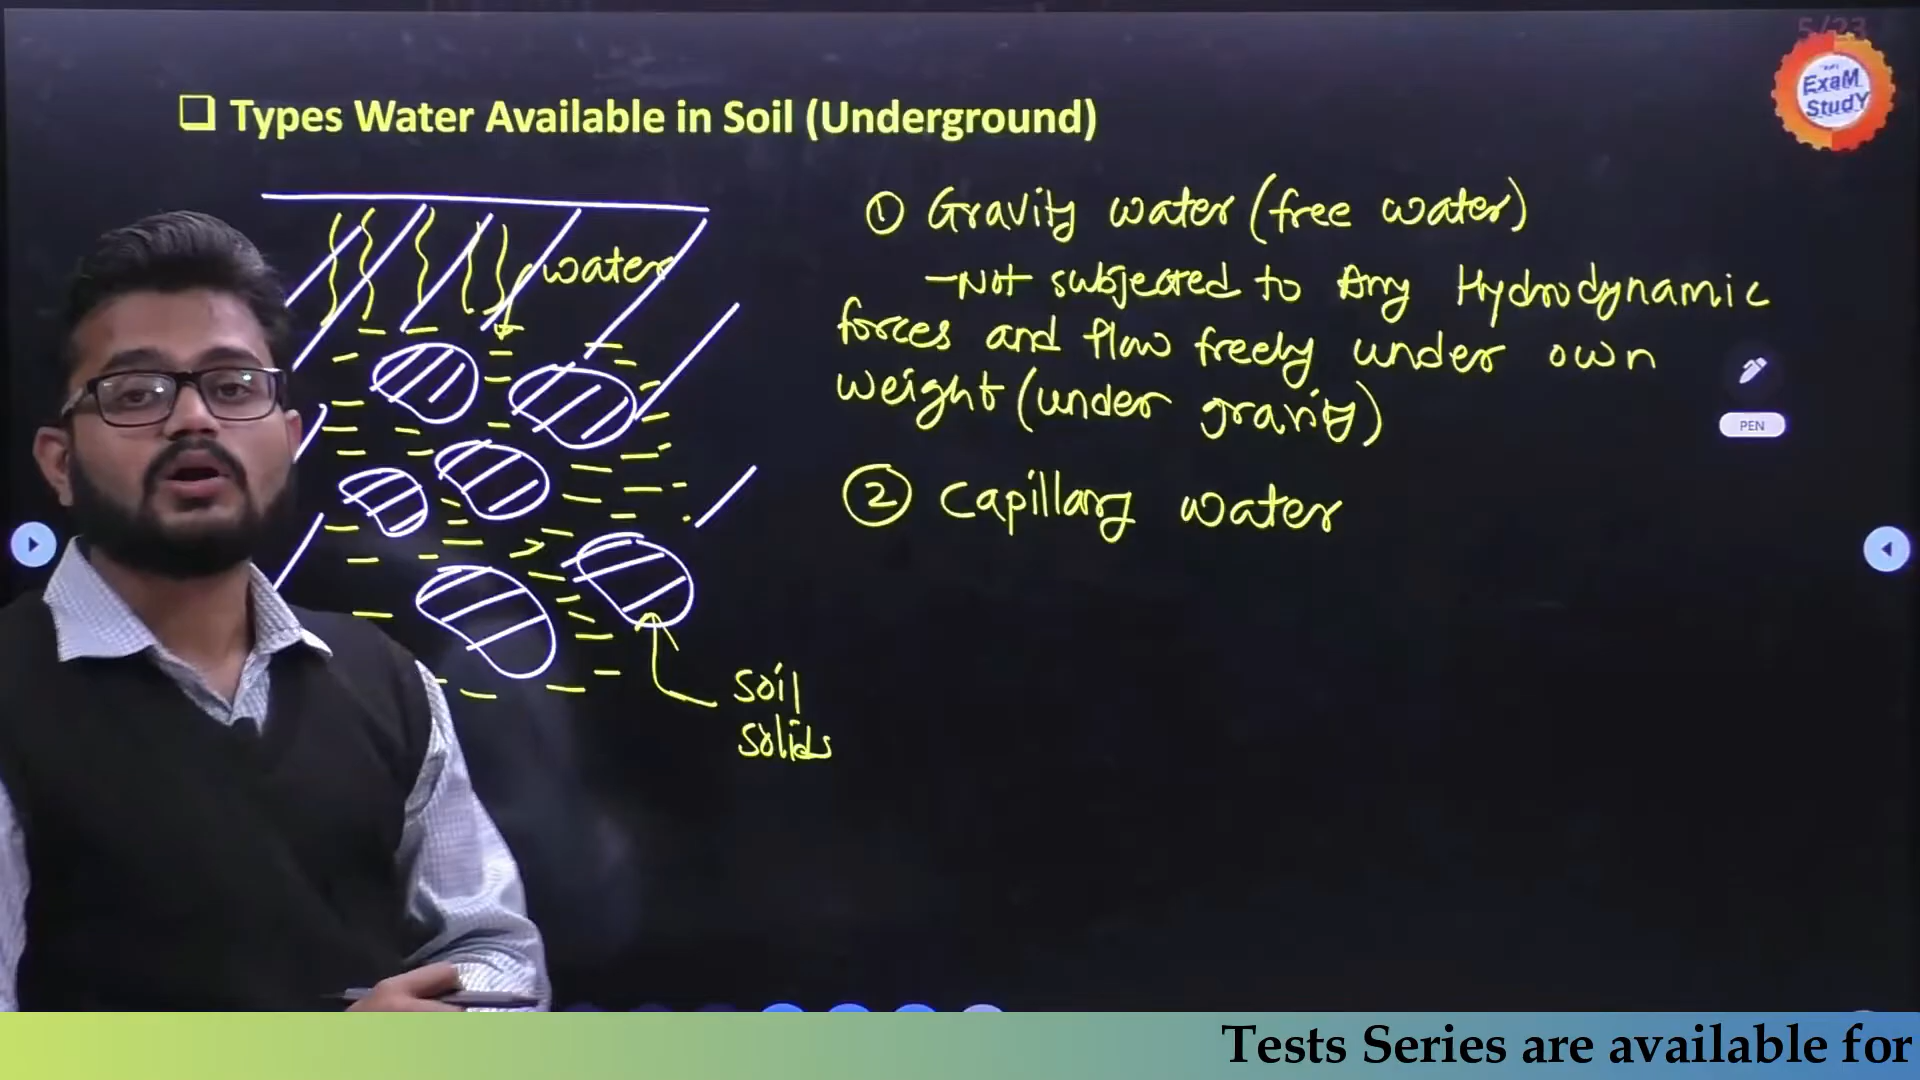 5/23
ExaM
StudY
❑ Types Water Available in Soil (Underground)
① Gravity water (free water)
water
- Not subjected to Any Hydrodynamic
forces and flow freely under own
weight (under gravity)
PEN
② Capillary water
soil
solids
Tests Series are available for